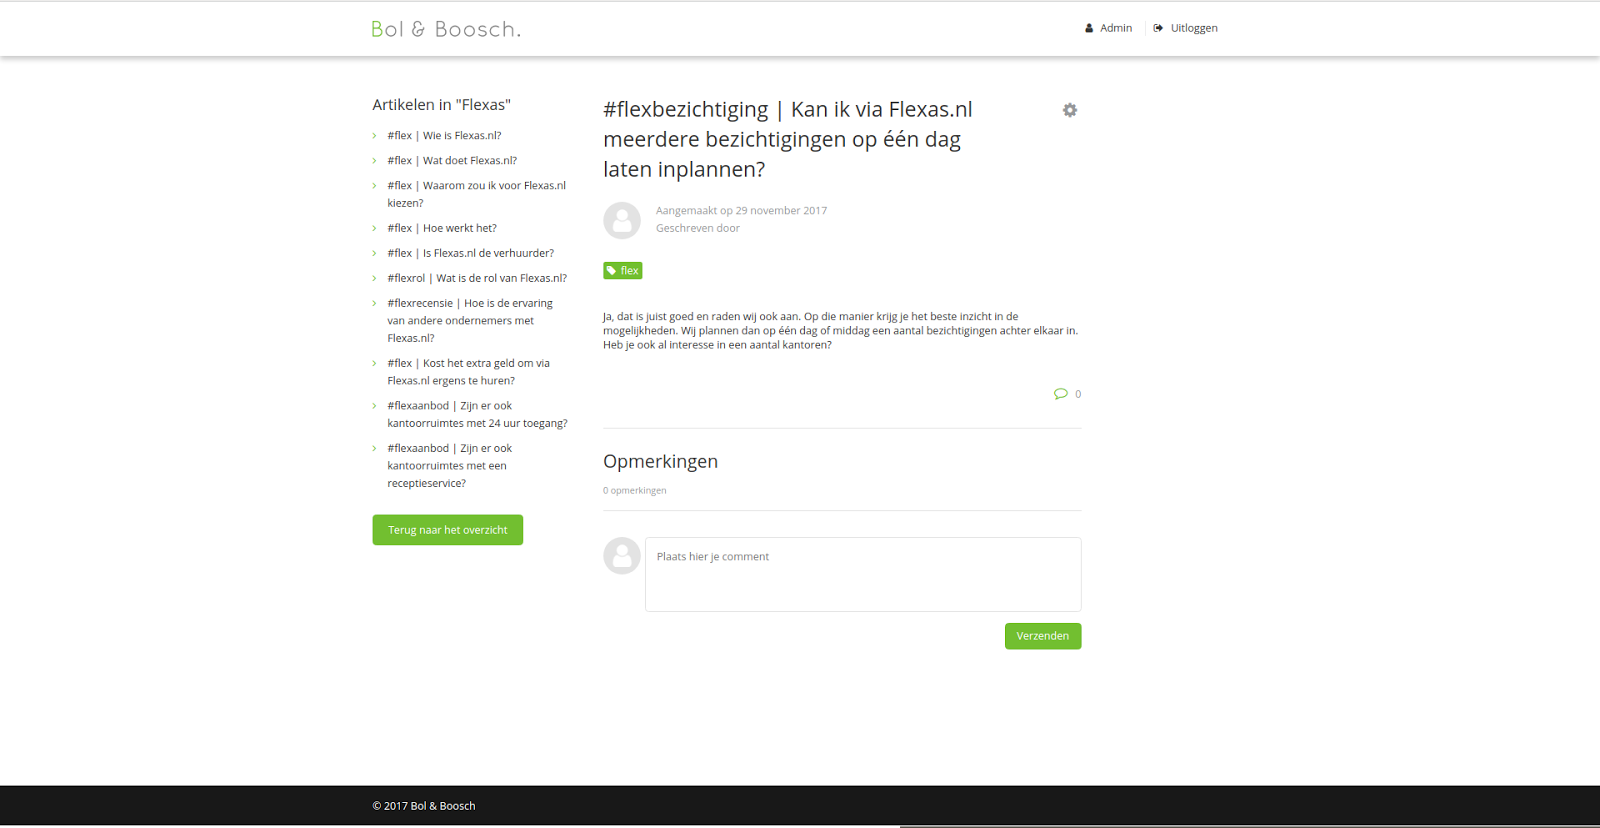 Bol & Boosch.
Admin
Uitloggen
Artikelen in "Flexas"
#flex | Wie is Flexas.nl?
#flex | Wat doet Flexas.nl?
#flex | Waarom zou ik voor Flexas.nl
kiezen?
#flex | Hoe werkt het?
#flex | Is Flexas.nl de verhuurder?
#flexrol | Wat is de rol van Flexas.nl?
#flexrecensie | Hoe is de ervaring
van andere ondernemers met
Flexas.nl?
#flex | Kost het extra geld om via
Flexas.nl ergens te huren?
#flexaanbod | Zijn er ook
kantoorruimtes met 24 uur toegang?
#flexaanbod | Zijn er ook
kantoorruimtes met een
receptieservice?
Terug naar het overzicht
#flexbezichtiging | Kan ik via Flexas.nl
meerdere bezichtigingen op één dag
laten inplannen?
Aangemaakt op 29 november 2017
Geschreven door
flex
Ja, dat is juist goed en raden wij ook aan. Op die manier krijg je het beste inzicht in de
mogelijkheden. Wij plannen dan op één dag of middag een aantal bezichtigingen achter elkaar in.
Heb je ook al interesse in een aantal kantoren?
0
Opmerkingen
0 opmerkingen
Plaats hier je comment
Verzenden
© 2017 Bol & Boosch